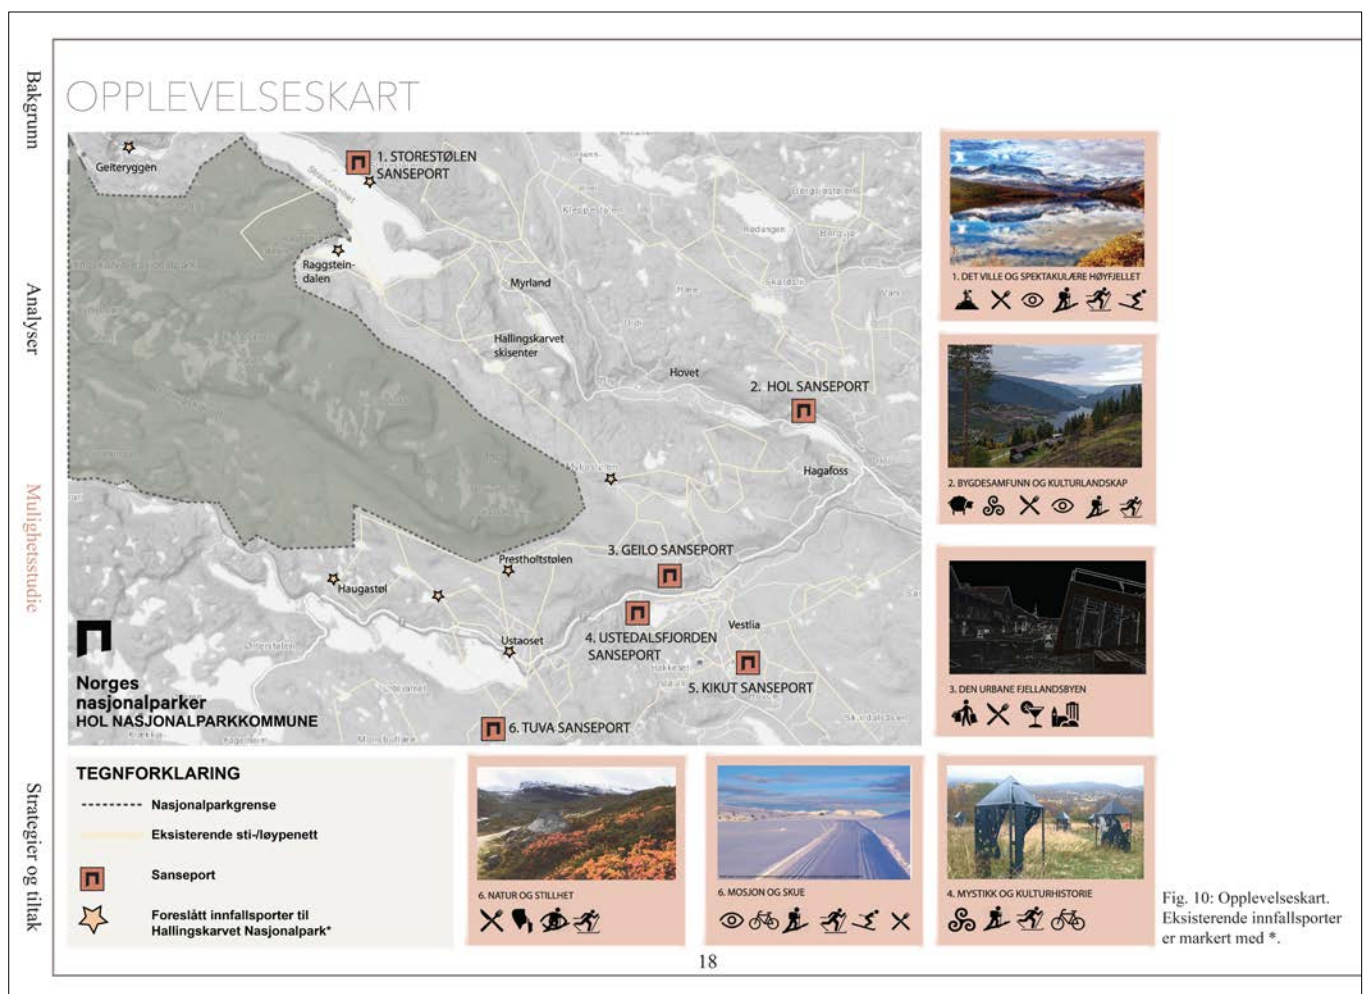 Bakgrunn
Analyser
Mulighetsstudie
Strategier og tiltak
OPPLEVELSESKART
Geiteryggen
1. STORESTØLEN
SANSEPORT
Raggstein-
dalen
Myrland
Hallingskarvet
skisenter
Hovet
2. HOL SANSEPORT
Hagafoss
3. GEILO SANSEPORT
Prestholtstølen
Haugastøl
4. USTEDALSFJORDEN
SANSEPORT
Vestlia
Ustaoset
5. KIKUT SANSEPORT
6. TUVA SANSEPORT
Norges
nasjonalparker
HOL NASJONALPARKKOMMUNE
1. DET VILLE OG SPEKTAKULÆRE HØYFJELLET
2. BYGDESAMFUNN OG KULTURLANDSKAP
3. DEN URBANE FJELLANDSBYEN
TEGNFORKLARING
Nasjonalparkgrense
Eksisterende sti-/løypenett
Sanseport
Foreslått innfallsporter til
Hallingskarvet Nasjonalpark*
6. NATUR OG STILLHET
6. MOSJON OG SKUE
4. MYSTIKK OG KULTURHISTORIE
Fig. 10: Opplevelseskart.
Eksisterende innfallsporter
er markert med *.
18